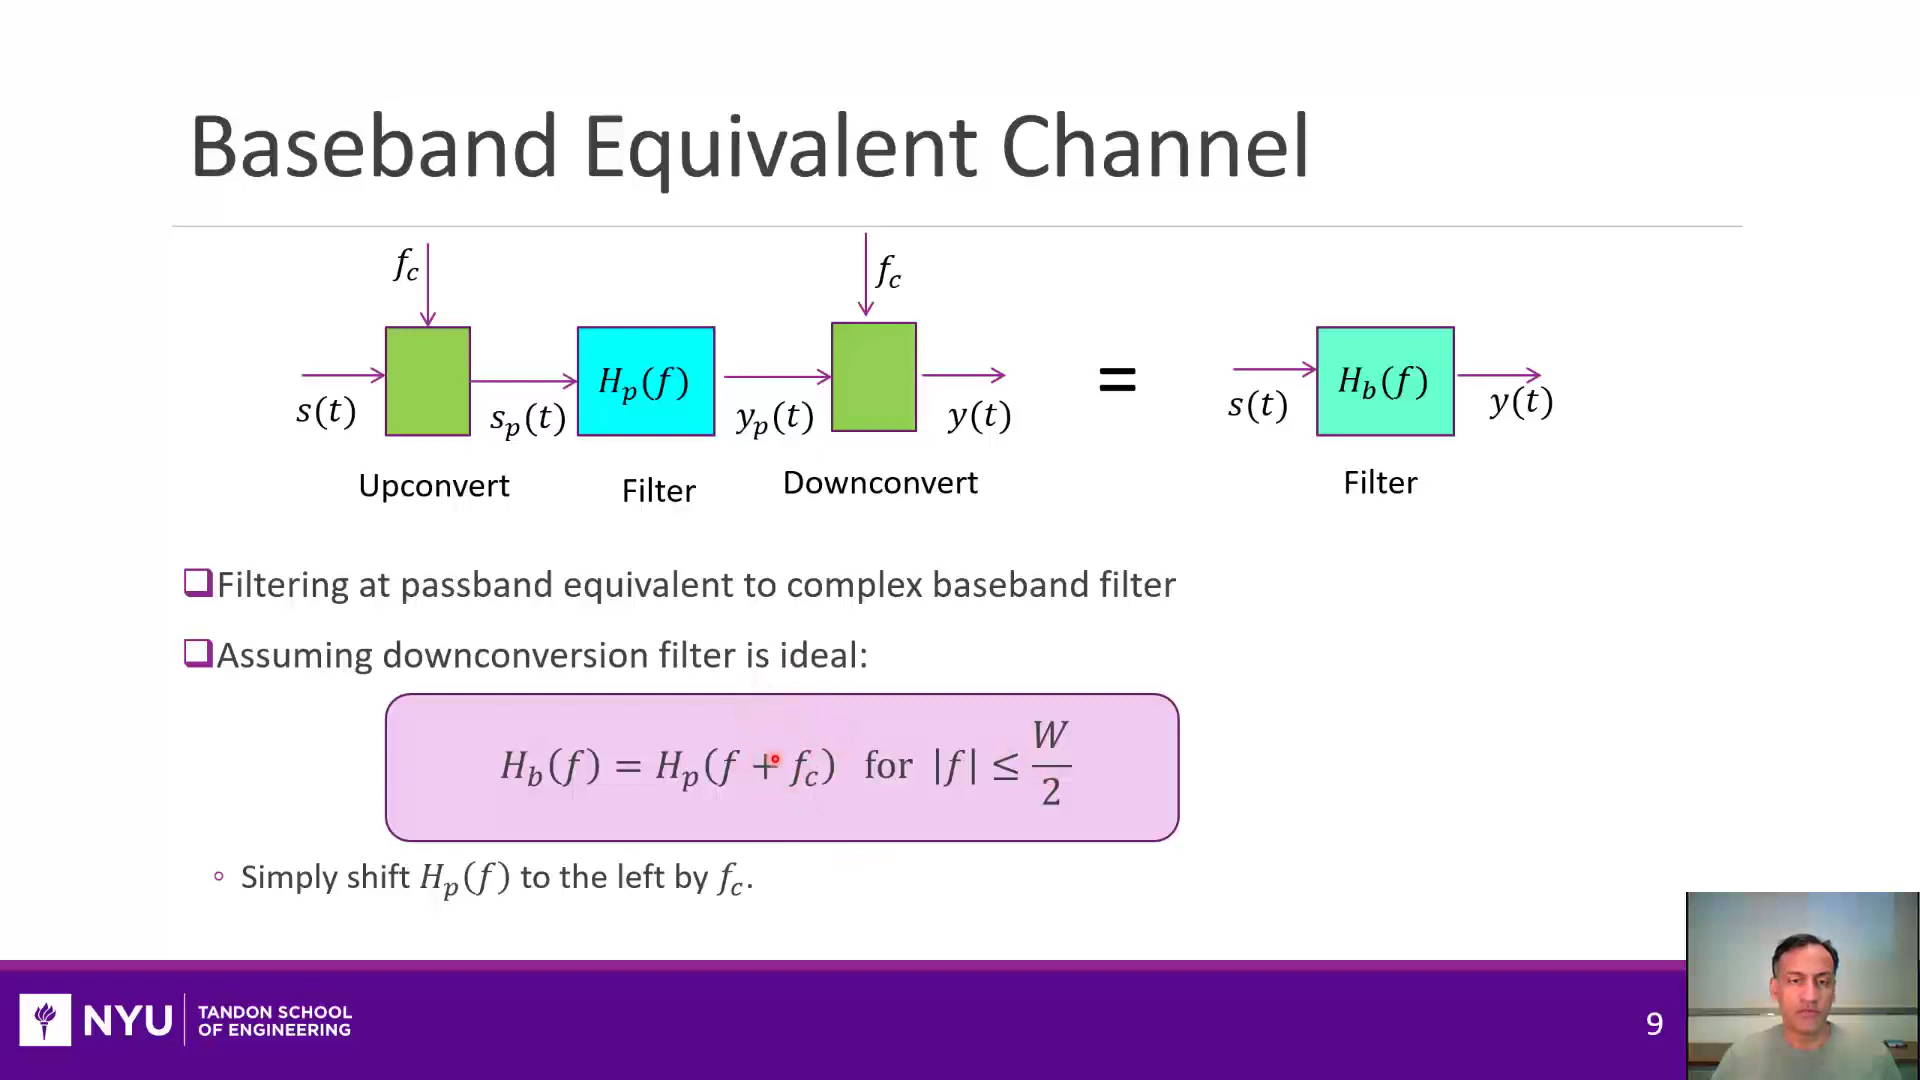 Baseband Equivalent Channel
f_c
f_c
s(t)
s_p(t)
H_p(f)
y_p(t)
y(t)
=
s(t)
H_b(f)
y(t)
Upconvert
Filter
Downconvert
Filter
Filtering at passband equivalent to complex baseband filter
Assuming downconversion filter is ideal:
H_b(f) = H_p(f + f_c) for |f| ≤ W/2
Simply shift H_p(f) to the left by f_c.
NYU
TANDON SCHOOL
OF ENGINEERING
9